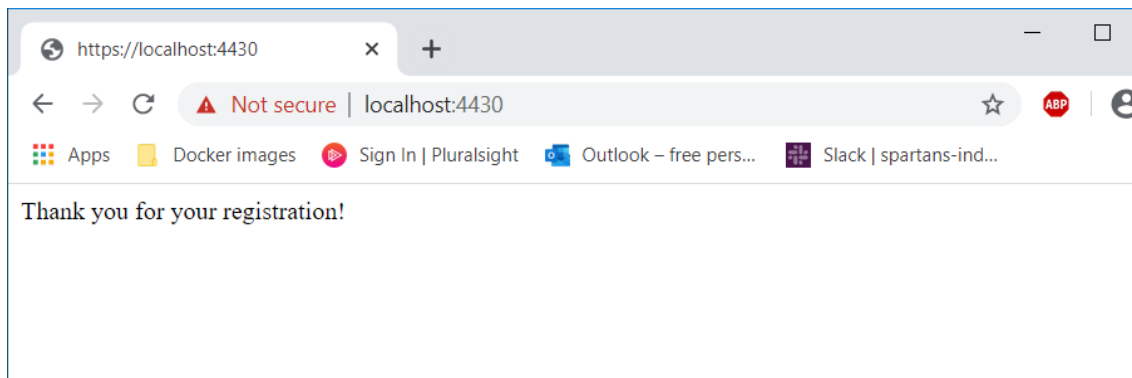 https://localhost:4430
Not secure | localhost:4430
ABP
Apps Docker images Sign In | Pluralsight Outlook – free pers... Slack | spartans-ind...
Thank you for your registration!